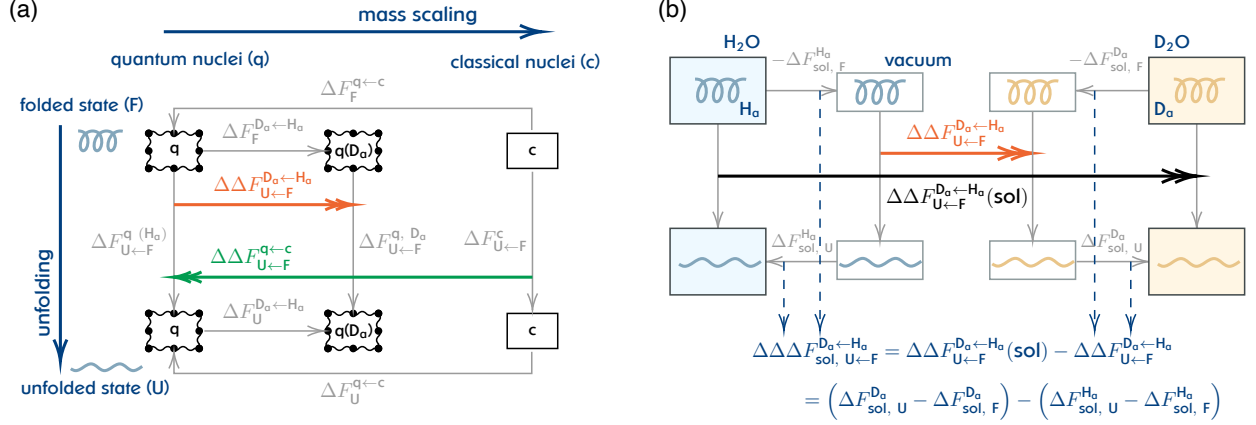 (a)
mass scaling
quantum nuclei (q)
classical nuclei (c)
ΔF_F^{q←c}
folded state (F)
q
ΔF_F^{Dₐ←Hₐ}
q(Dₐ)
c
ΔΔF_{U←F}^{Dₐ←Hₐ}
ΔF_{U←F}^{q (Hₐ)}
ΔF_{U←F}^{q, Dₐ}
ΔF_{U←F}^{c}
ΔΔF_{U←F}^{q←c}
unfolding
q
ΔF_U^{Dₐ←Hₐ}
q(Dₐ)
c
unfolded state (U)
ΔF_U^{q←c}
(b)
H₂O
−ΔF_{sol, F}^{Hₐ}
vacuum
−ΔF_{sol, F}^{Dₐ}
D₂O
Hₐ
Dₐ
ΔΔF_{U←F}^{Dₐ←Hₐ}
ΔΔF_{U←F}^{Dₐ←Hₐ}(sol)
ΔF_{sol, U}^{Hₐ}
ΔF_{sol, U}^{Dₐ}
ΔΔΔF_{sol, U←F}^{Dₐ←Hₐ} = ΔΔF_{U←F}^{Dₐ←Hₐ}(sol) − ΔΔF_{U←F}^{Dₐ←Hₐ}
= (ΔF_{sol, U}^{Dₐ} − ΔF_{sol, F}^{Dₐ}) − (ΔF_{sol, U}^{Hₐ} − ΔF_{sol, F}^{Hₐ})